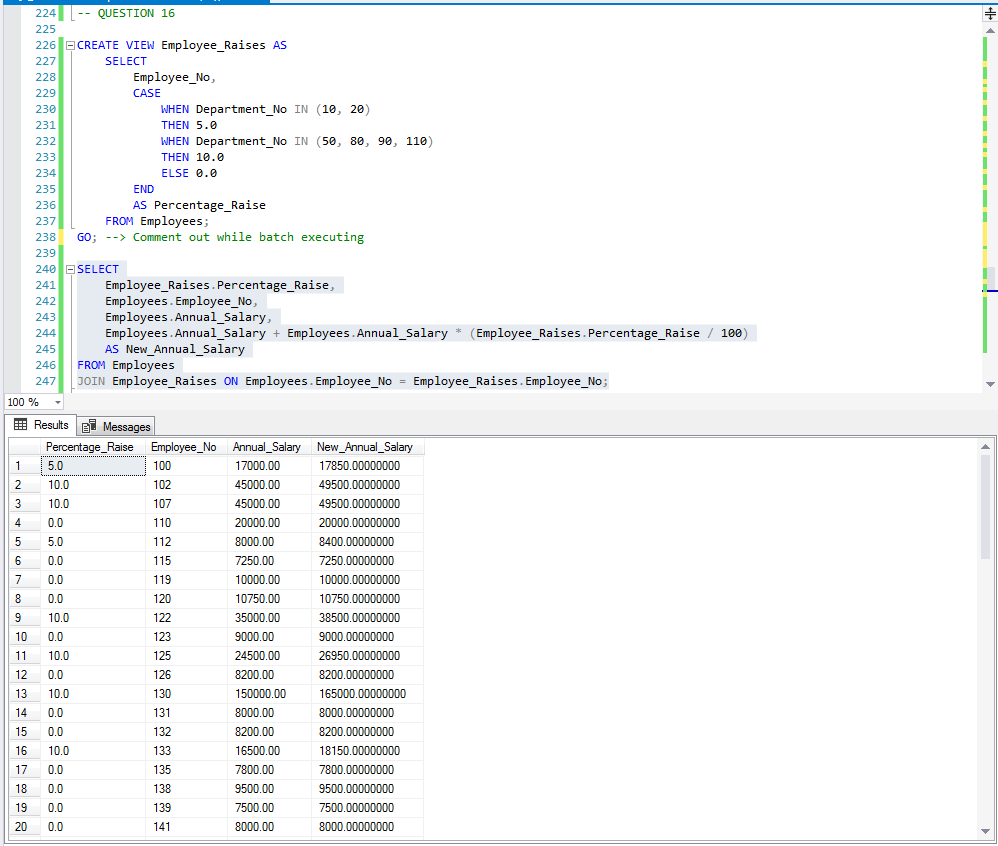 224 -- QUESTION 16
225
226 CREATE VIEW Employee_Raises AS
227 SELECT
228 Employee_No,
229 CASE
230 WHEN Department_No IN (10, 20)
231 THEN 5.0
232 WHEN Department_No IN (50, 80, 90, 110)
233 THEN 10.0
234 ELSE 0.0
235 END
236 AS Percentage_Raise
237 FROM Employees;
238 GO; --> Comment out while batch executing
239
240 SELECT
241 Employee_Raises.Percentage_Raise,
242 Employees.Employee_No,
243 Employees.Annual_Salary,
244 Employees.Annual_Salary + Employees.Annual_Salary * (Employee_Raises.Percentage_Raise / 100)
245 AS New_Annual_Salary
246 FROM Employees
247 JOIN Employee_Raises ON Employees.Employee_No = Employee_Raises.Employee_No;
100 %
Results Messages
Percentage_Raise Employee_No Annual_Salary New_Annual_Salary
1 5.0 100 17000.00 17850.00000000
2 10.0 102 45000.00 49500.00000000
3 10.0 107 45000.00 49500.00000000
4 0.0 110 20000.00 20000.00000000
5 5.0 112 8000.00 8400.00000000
6 0.0 115 7250.00 7250.00000000
7 0.0 119 10000.00 10000.00000000
8 0.0 120 10750.00 10750.00000000
9 10.0 122 35000.00 38500.00000000
10 0.0 123 9000.00 9000.00000000
11 10.0 125 24500.00 26950.00000000
12 0.0 126 8200.00 8200.00000000
13 10.0 130 150000.00 165000.00000000
14 0.0 131 8000.00 8000.00000000
15 0.0 132 8200.00 8200.00000000
16 10.0 133 16500.00 18150.00000000
17 0.0 135 7800.00 7800.00000000
18 0.0 138 9500.00 9500.00000000
19 0.0 139 7500.00 7500.00000000
20 0.0 141 8000.00 8000.00000000